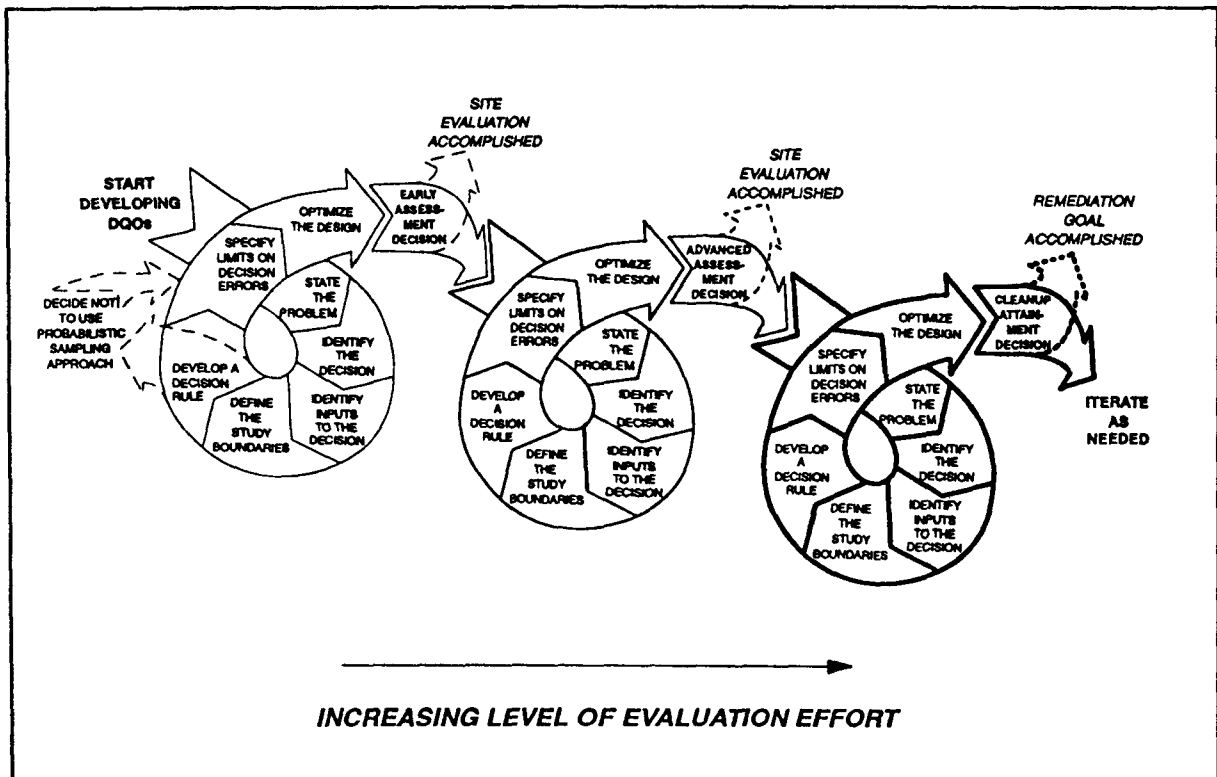 START
DEVELOPING
DQOs
DECIDE NOT
TO USE
PROBABILISTIC
SAMPLING
APPROACH
STATE
THE
PROBLEM
IDENTIFY
THE
DECISION
IDENTIFY
INPUTS
TO THE
DECISION
DEFINE
THE
STUDY
BOUNDARIES
DEVELOP A
DECISION
RULE
SPECIFY
LIMITS ON
DECISION
ERRORS
OPTIMIZE
THE DESIGN
EARLY
ASSESS-
MENT
DECISION
SITE
EVALUATION
ACCOMPLISHED
STATE
THE
PROBLEM
IDENTIFY
THE
DECISION
IDENTIFY
INPUTS
TO THE
DECISION
DEFINE
THE
STUDY
BOUNDARIES
DEVELOP
A
DECISION
RULE
SPECIFY
LIMITS ON
DECISION
ERRORS
OPTIMIZE
THE DESIGN
ADVANCED
ASSESS-
MENT
DECISION
SITE
EVALUATION
ACCOMPLISHED
STATE
THE
PROBLEM
IDENTIFY
THE
DECISION
IDENTIFY
INPUTS
TO THE
DECISION
DEFINE
THE
STUDY
BOUNDARIES
DEVELOP
A
DECISION
RULE
SPECIFY
LIMITS ON
DECISION
ERRORS
OPTIMIZE
THE DESIGN
CLEANUP
ATTAIN-
MENT
DECISION
REMEDIATION
GOAL
ACCOMPLISHED
ITERATE
AS
NEEDED
INCREASING LEVEL OF EVALUATION EFFORT